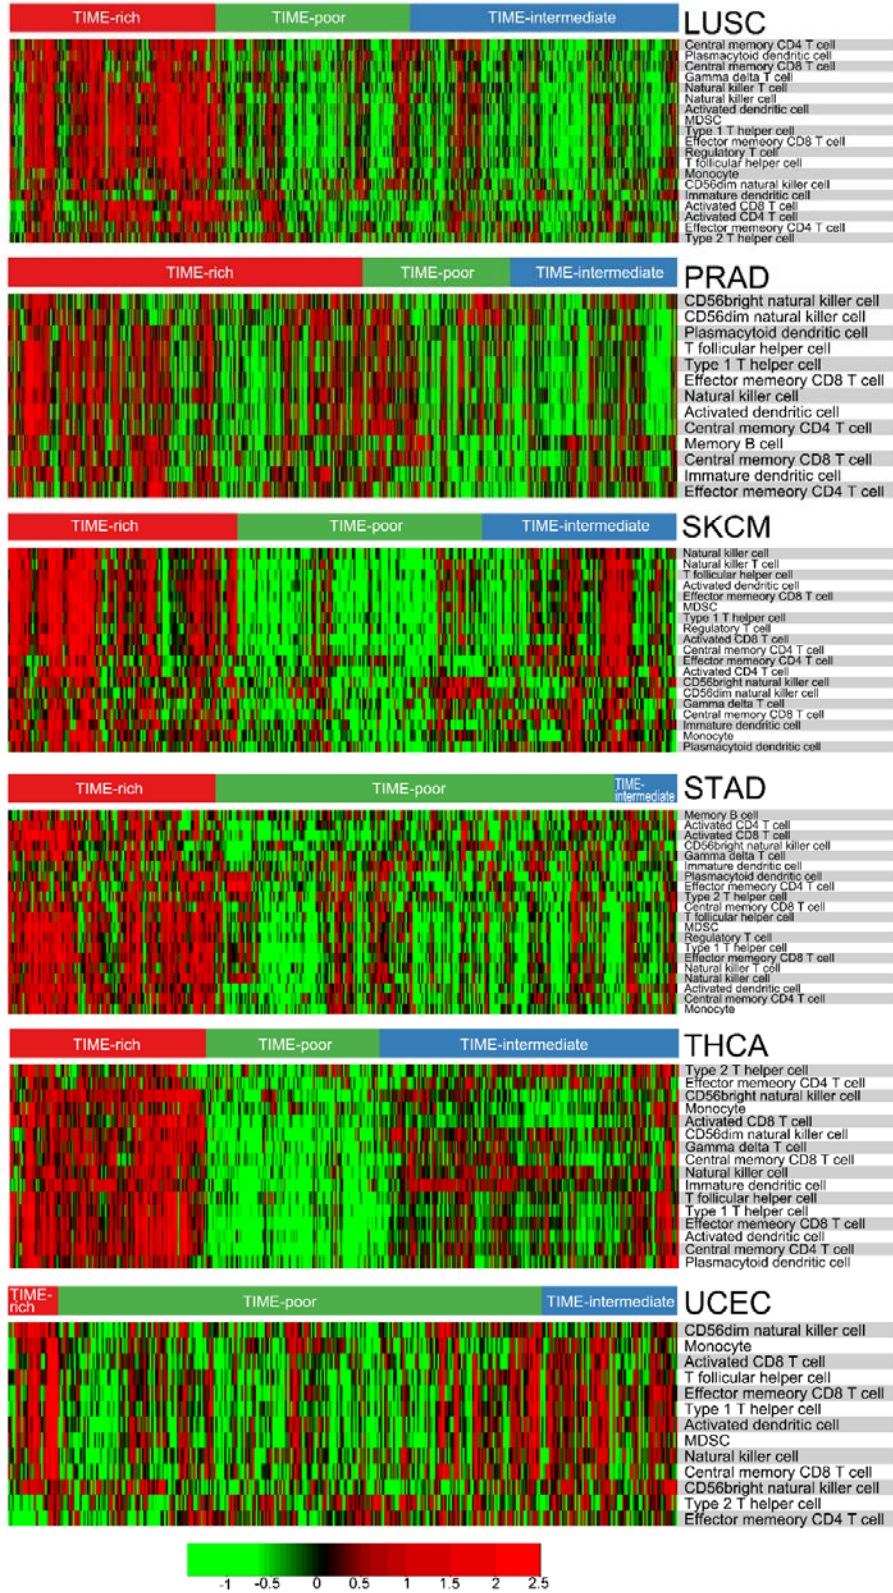 TIME-rich TIME-poor TIME-intermediate LUSC
Central memory CD4 T cell
Plasmacytoid dendritic cell
Central memory CD8 T cell
Gamma delta T cell
Natural killer T cell
Natural killer cell
Activated dendritic cell
MDSC
Type 1 T helper cell
Effector memeory CD8 T cell
Regulatory T cell
T follicular helper cell
Monocyte
CD56dim natural killer cell
Immature dendritic cell
Activated CD8 T cell
Activated CD4 T cell
Effector memeory CD4 T cell
Type 2 T helper cell
TIME-rich TIME-poor TIME-intermediate PRAD
CD56bright natural killer cell
CD56dim natural killer cell
Plasmacytoid dendritic cell
T follicular helper cell
Type 1 T helper cell
Effector memeory CD8 T cell
Natural killer cell
Activated dendritic cell
Central memory CD4 T cell
Memory B cell
Central memory CD8 T cell
Immature dendritic cell
Effector memeory CD4 T cell
TIME-rich TIME-poor TIME-intermediate SKCM
Natural killer cell
Natural killer T cell
T follicular helper cell
Activated dendritic cell
Effector memeory CD8 T cell
MDSC
Type 1 T helper cell
Regulatory T cell
Activated CD8 T cell
Central memory CD4 T cell
Effector memeory CD4 T cell
Activated CD4 T cell
CD56bright natural killer cell
CD56dim natural killer cell
Gamma delta T cell
Central memory CD8 T cell
Immature dendritic cell
Monocyte
Plasmacytoid dendritic cell
TIME-rich TIME-poor TIME-
intermediate STAD
Memory B cell
Activated CD4 T cell
Activated CD8 T cell
CD56bright natural killer cell
Gamma delta T cell
Immature dendritic cell
Plasmacytoid dendritic cell
Effector memeory CD4 T cell
Type 2 T helper cell
Central memory CD8 T cell
T follicular helper cell
MDSC
Regulatory T cell
Type 1 T helper cell
Effector memeory CD8 T cell
Natural killer T cell
Natural killer cell
Activated dendritic cell
Central memory CD4 T cell
Monocyte
TIME-rich TIME-poor TIME-intermediate THCA
Type 2 T helper cell
Effector memeory CD4 T cell
CD56bright natural killer cell
Monocyte
Activated CD8 T cell
CD56dim natural killer cell
Gamma delta T cell
Central memory CD8 T cell
Natural killer cell
Immature dendritic cell
T follicular helper cell
Type 1 T helper cell
Effector memeory CD8 T cell
Activated dendritic cell
Central memory CD4 T cell
Plasmacytoid dendritic cell
TIME-
rich TIME-poor TIME-intermediate UCEC
CD56dim natural killer cell
Monocyte
Activated CD8 T cell
T follicular helper cell
Effector memeory CD8 T cell
Type 1 T helper cell
Activated dendritic cell
MDSC
Natural killer cell
Central memory CD8 T cell
CD56bright natural killer cell
Type 2 T helper cell
Effector memeory CD4 T cell
-1 -0.5 0 0.5 1 1.5 2 2.5